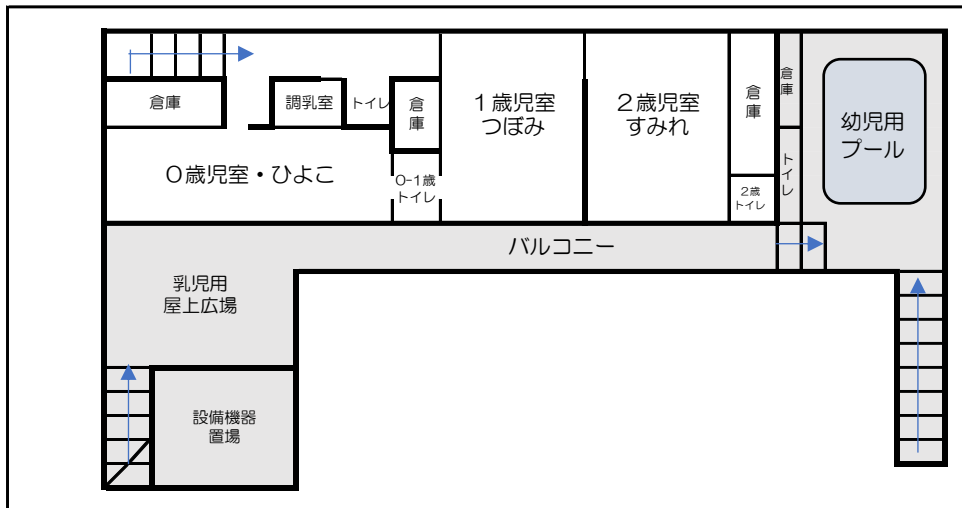 倉庫
調乳室
トイレ
倉
庫
１歳児室
つぼみ
２歳児室
すみれ
倉
庫
倉
庫
幼児用
プール
０歳児室・ひよこ
0-1歳
トイレ
2歳
トイレ
ト
イ
レ
バルコニー
乳児用
屋上広場
設備機器
置場